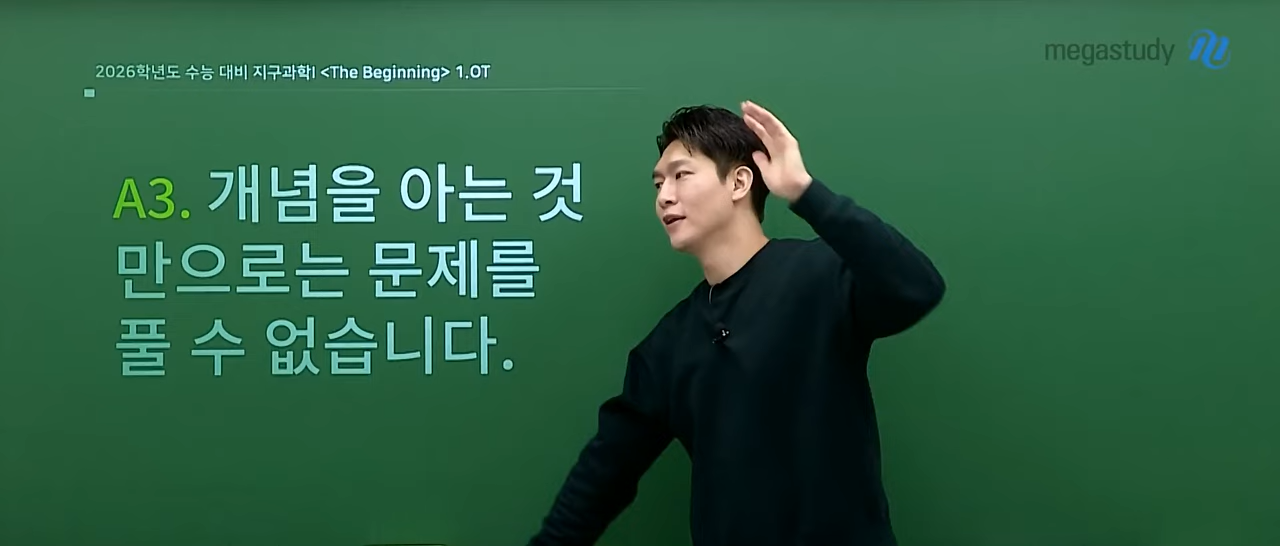 megastudy
2026학년도 수능 대비 지구과학I <The Beginning> 1.OT
A3. 개념을 아는 것
만으로는 문제를
풀 수 없습니다.